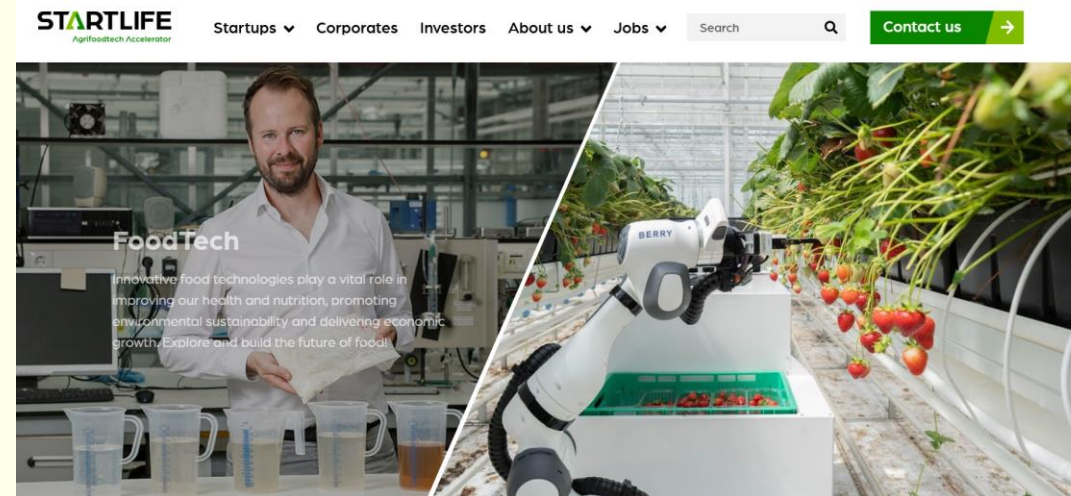 STARTLIFE
Agrifoodtech Accelerator
Startups
Corporates
Investors
About us
Jobs
Search
Contact us
BERRY
FoodTech
Innovative food technologies play a vital role in
improving our health and nutrition, promoting
environmental sustainability and delivering economic
growth. Explore and build the future of food!